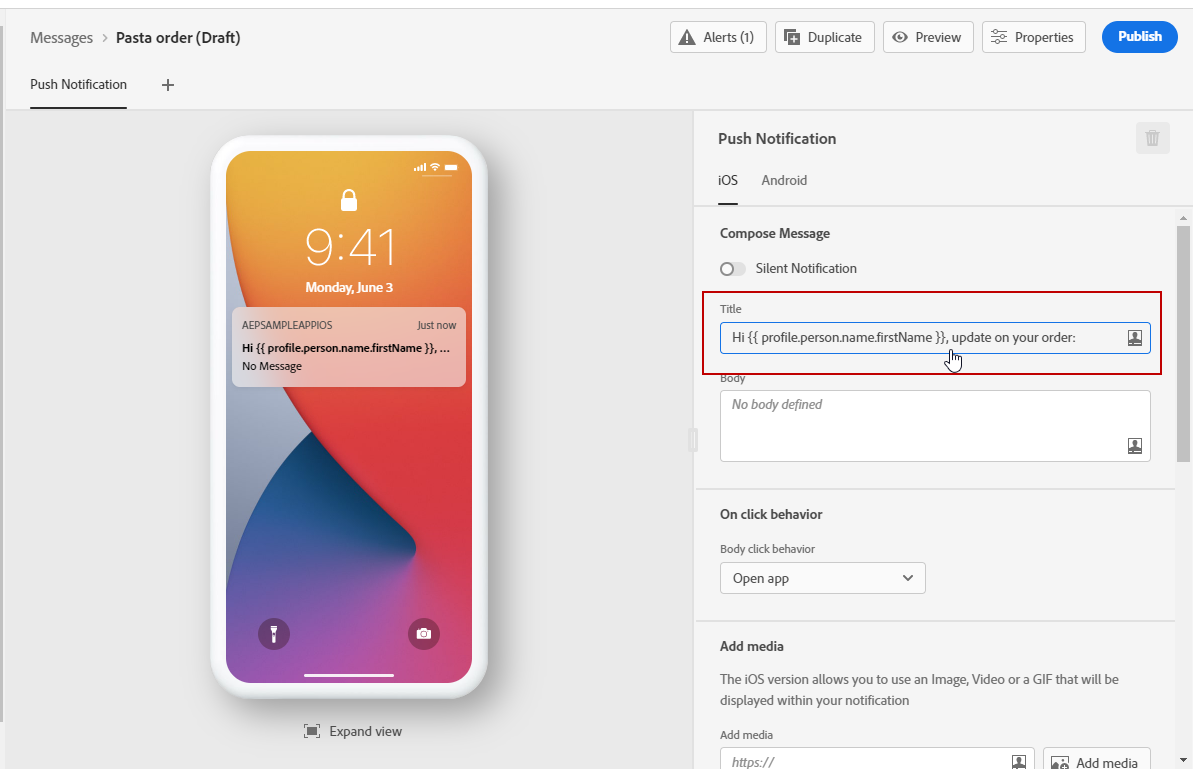 Messages > Pasta order (Draft)
Alerts (1)
Duplicate
Preview
Properties
Publish
Push Notification
+
9:41
Monday, June 3
AEPSAMPLEAPPIOS Just now
Hi {{ profile.person.name.firstName }}, ...
No Message
Expand view
Push Notification
iOS
Android
Compose Message
Silent Notification
Title
Hi {{ profile.person.name.firstName }}, update on your order:
Body
No body defined
On click behavior
Body click behavior
Open app
Add media
The iOS version allows you to use an Image, Video or a GIF that will be
displayed within your notification
Add media
https://
Add media